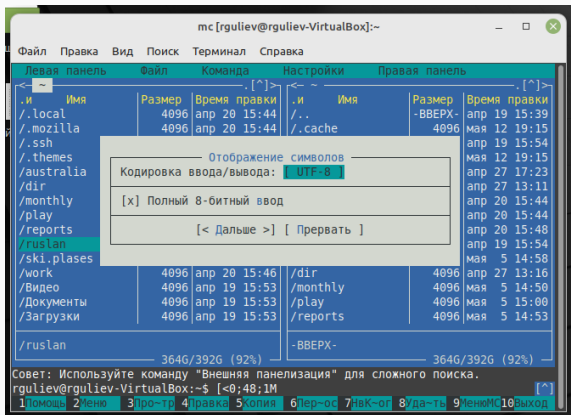 mc [rguliev@rguliev-VirtualBox]:~
Файл Правка Вид Поиск Терминал Справка
Левая панель Файл Команда Настройки Правая панель
<- ~ .[^]> <- ~ .[^]>
.и Имя Размер Время правки .и Имя Размер Время правки
/.local 4096 апр 20 15:44 /.. -ВВЕРХ- апр 19 15:39
/.mozilla 4096 апр 20 15:44 /.cache 4096 мая 12 19:15
/.ssh апр 19 15:54
/.themes мая 12 19:15
/australia апр 27 17:23
/dir апр 27 13:11
/monthly апр 20 15:44
/play апр 20 15:44
/reports апр 20 15:48
/ruslan апр 19 15:54
/ski.plases мая 5 14:58
Отображение символов
Кодировка ввода/вывода: [ UTF-8 ]
[x] Полный 8-битный ввод
[< Дальше >] [ Прервать ]
/work 4096 апр 20 15:46 /dir 4096 апр 27 13:16
/Видео 4096 апр 19 15:53 /monthly 4096 мая 5 14:50
/Документы 4096 апр 19 15:53 /play 4096 мая 5 15:00
/Загрузки 4096 апр 19 15:53 /reports 4096 мая 5 14:53
/ruslan -ВВЕРХ-
364G/392G (92%) 364G/392G (92%)
Совет: Используйте команду "Внешняя панелизация" для сложного поиска.
rguliev@rguliev-VirtualBox:~$ [<0;48;1M [^]
1Помощь 2Меню 3Про~тр 4Правка 5Копия 6Пер~ос 7НвК~ог 8Уда~ть 9МенюMC 10Выход